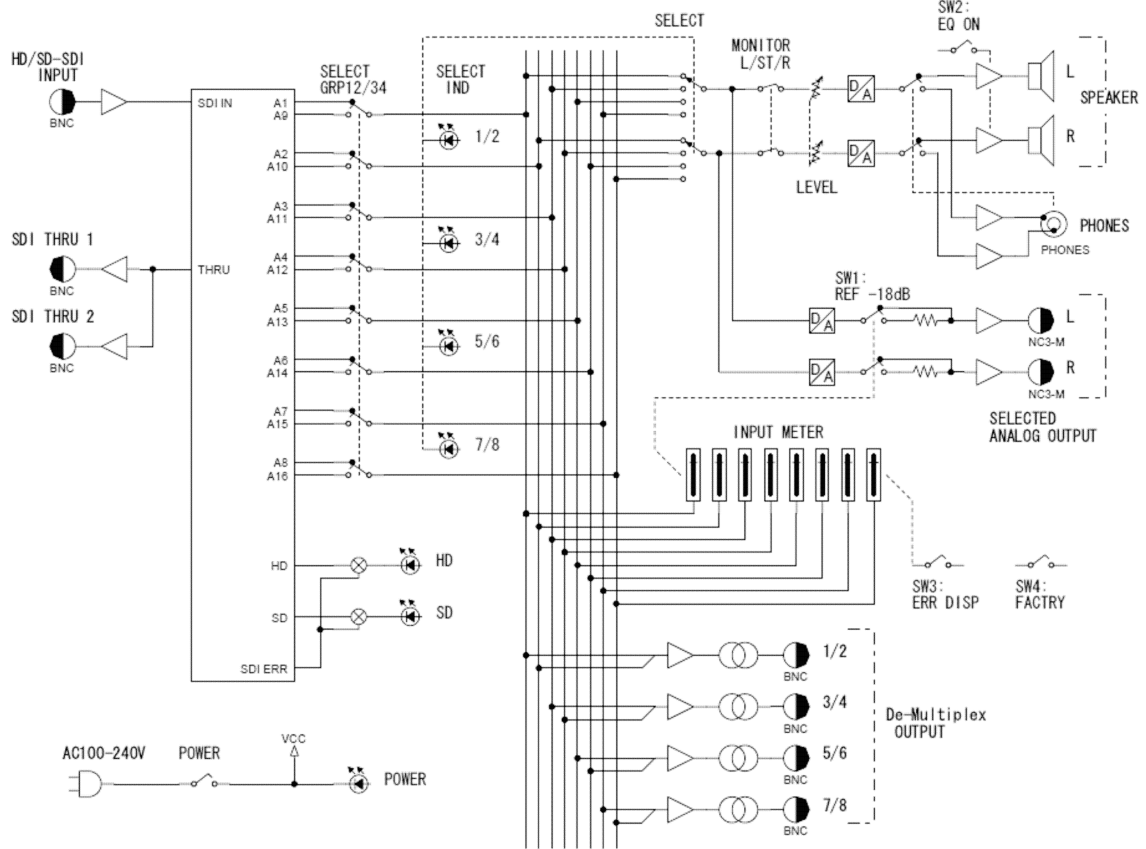 HD/SD-SDI
INPUT
BNC
SDI IN
SELECT
GRP12/34
SELECT
IND
SELECT
MONITOR
L/ST/R
SW2:
EQ ON
L
R
SPEAKER
D/A
D/A
LEVEL
PHONES
PHONES
A1
A9
A2
A10
A3
A11
A4
A12
A5
A13
A6
A14
A7
A15
A8
A16
1/2
3/4
5/6
7/8
SDI THRU 1
BNC
THRU
SDI THRU 2
BNC
SW1:
REF -18dB
D/A
D/A
L
NC3-M
R
NC3-M
SELECTED
ANALOG OUTPUT
INPUT METER
HD
HD
SD
SD
SDI ERR
SW3:
ERR DISP
SW4:
FACTRY
1/2
BNC
3/4
BNC
5/6
BNC
7/8
BNC
De-Multiplex
OUTPUT
AC100-240V
POWER
VCC
POWER